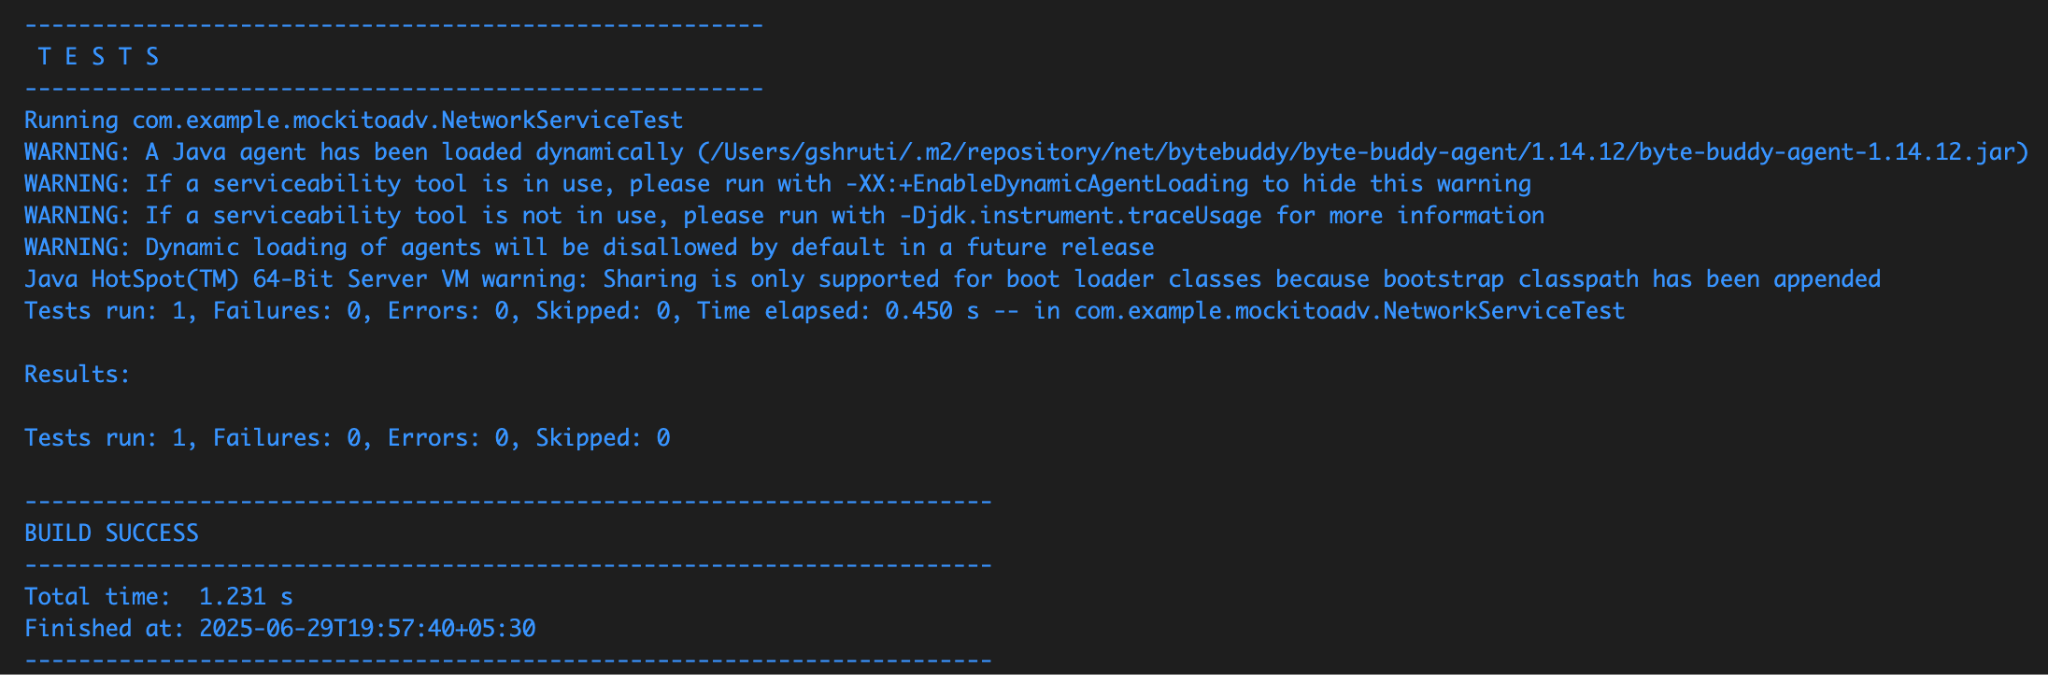 -------------------------------------------------------
 T E S T S
-------------------------------------------------------
Running com.example.mockitoadv.NetworkServiceTest
WARNING: A Java agent has been loaded dynamically (/Users/gshruti/.m2/repository/net/bytebuddy/byte-buddy-agent/1.14.12/byte-buddy-agent-1.14.12.jar)
WARNING: If a serviceability tool is in use, please run with -XX:+EnableDynamicAgentLoading to hide this warning
WARNING: If a serviceability tool is not in use, please run with -Djdk.instrument.traceUsage for more information
WARNING: Dynamic loading of agents will be disallowed by default in a future release
Java HotSpot(TM) 64-Bit Server VM warning: Sharing is only supported for boot loader classes because bootstrap classpath has been appended
Tests run: 1, Failures: 0, Errors: 0, Skipped: 0, Time elapsed: 0.450 s -- in com.example.mockitoadv.NetworkServiceTest

Results:

Tests run: 1, Failures: 0, Errors: 0, Skipped: 0

------------------------------------------------------------------------
BUILD SUCCESS
------------------------------------------------------------------------
Total time:  1.231 s
Finished at: 2025-06-29T19:57:40+05:30
------------------------------------------------------------------------